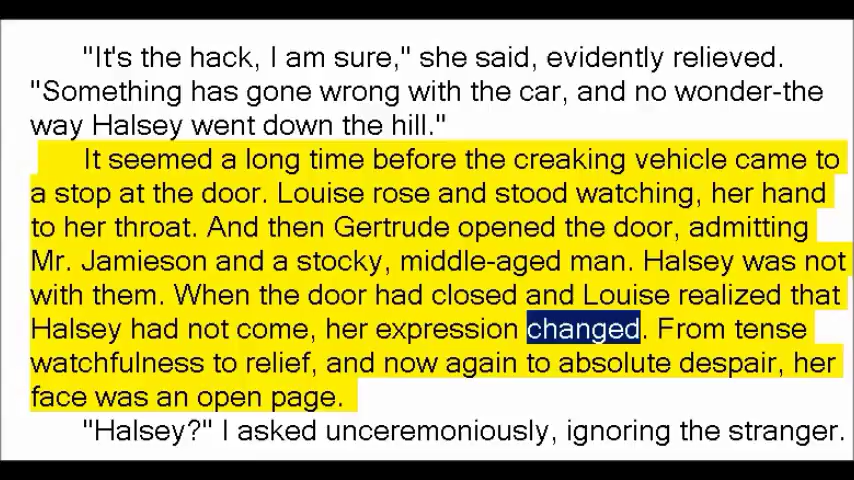 "It's the hack, I am sure," she said, evidently relieved.
"Something has gone wrong with the car, and no wonder-the
way Halsey went down the hill."
It seemed a long time before the creaking vehicle came to
a stop at the door. Louise rose and stood watching, her hand
to her throat. And then Gertrude opened the door, admitting
Mr. Jamieson and a stocky, middle-aged man. Halsey was not
with them. When the door had closed and Louise realized that
Halsey had not come, her expression changed. From tense
watchfulness to relief, and now again to absolute despair, her
face was an open page.
"Halsey?" I asked unceremoniously, ignoring the stranger.